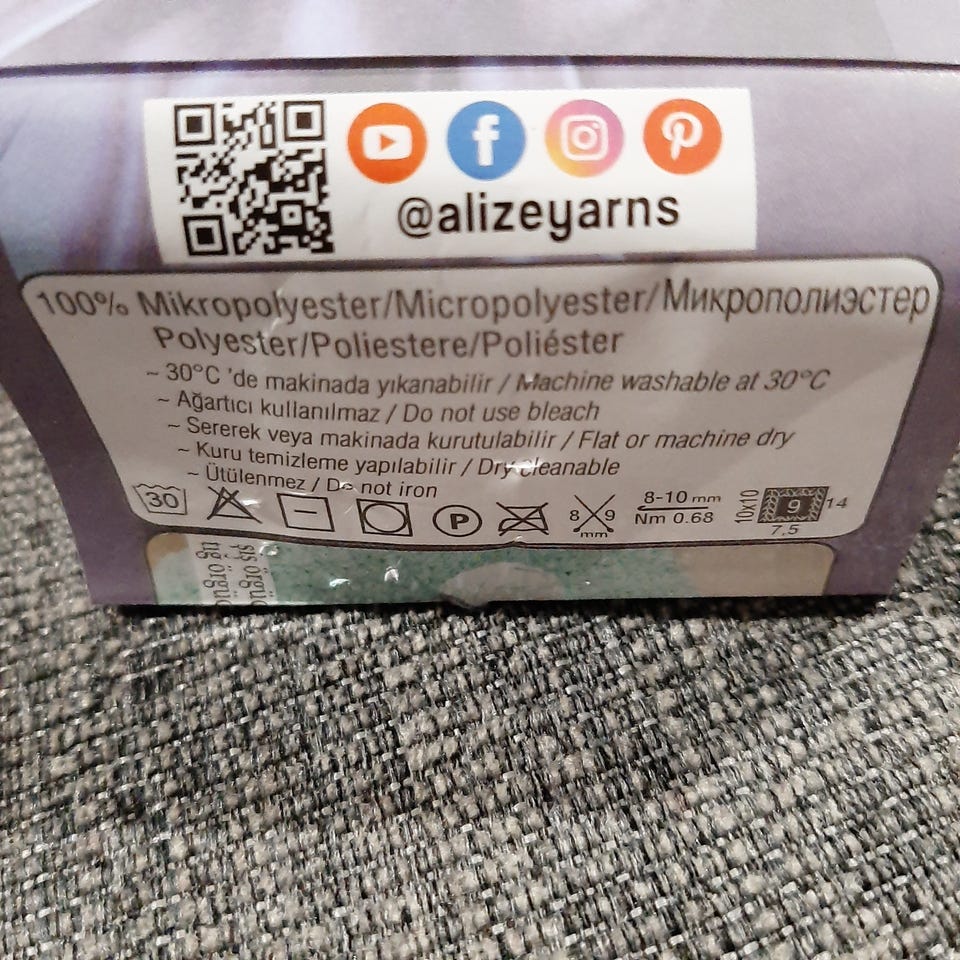 @alizeyarns
100% Mikropolyester/Micropolyester/Микрополиэстер
Polyester/Poliestere/Poliéster
~ 30°C 'de makinada yıkanabilir / Machine washable at 30°C
~ Ağartıcı kullanılmaz / Do not use bleach
~ Sererek veya makinada kurutulabilir / Flat or machine dry
~ Kuru temizleme yapılabilir / Dry cleanable
~ Ütülenmez / Do not iron
30 P 8 9 mm 8-10 mm 10x10 9 14
Nm 0.68 7,5